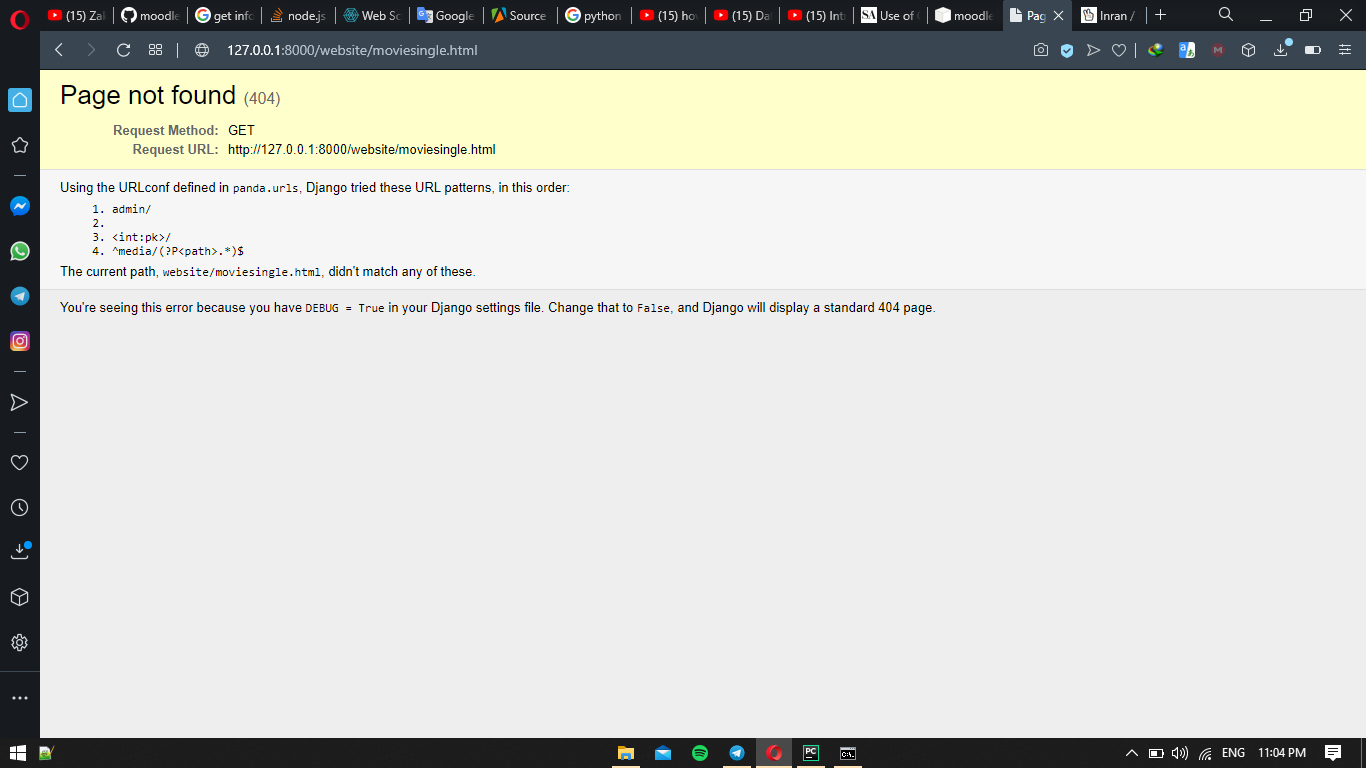 (15) Zak
moodle
get info
node.js
Web Sc
Google
Source
python
(15) ho
(15) Da
(15) Int
SA Use of
moodle
Pag
Inran /
127.0.0.1:8000/website/moviesingle.html
Page not found (404)
Request Method: GET
Request URL: http://127.0.0.1:8000/website/moviesingle.html
Using the URLconf defined in panda.urls, Django tried these URL patterns, in this order:
1. admin/
2.
3. <int:pk>/
4. ^media/(?P<path>.*)$
The current path, website/moviesingle.html, didn't match any of these.
You're seeing this error because you have DEBUG = True in your Django settings file. Change that to False, and Django will display a standard 404 page.
ENG 11:04 PM